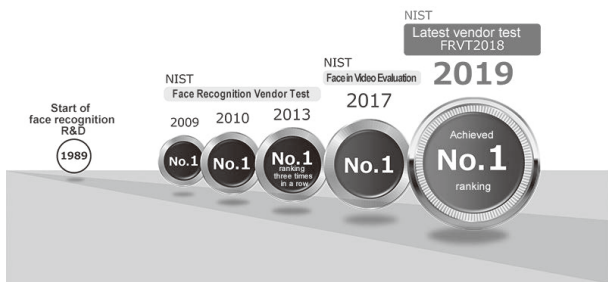 Start of
face recognition
R&D
1989
NIST
Face Recognition Vendor Test
2009
No.1
2010
No.1
2013
No.1
ranking
three times
in a row
NIST
Face in Video Evaluation
2017
No.1
NIST
Latest vendor test
FRVT2018
2019
Achieved
No.1
ranking